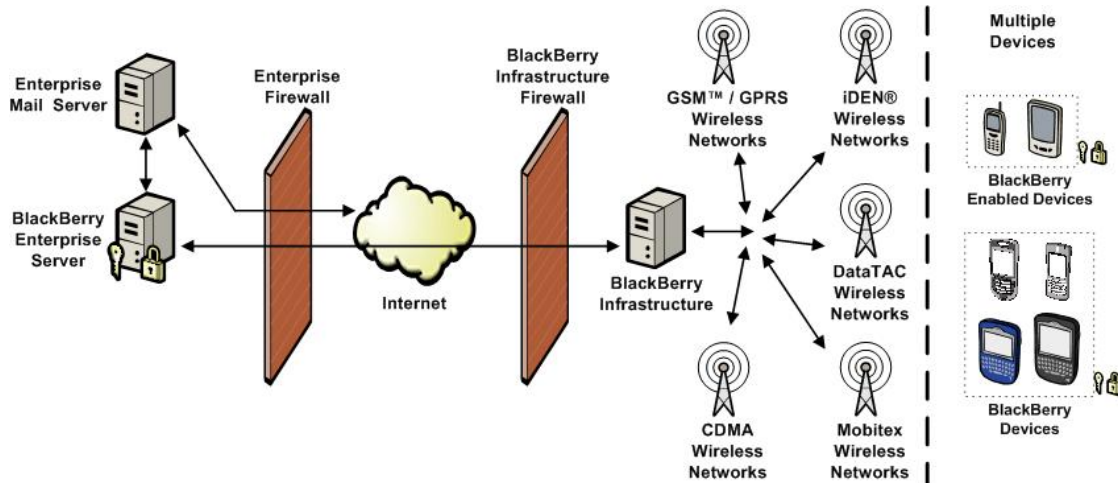 Enterprise
Mail Server
BlackBerry
Enterprise
Server
Enterprise
Firewall
Internet
BlackBerry
Infrastructure
Firewall
BlackBerry
Infrastructure
GSM™ / GPRS
Wireless
Networks
iDEN®
Wireless
Networks
DataTAC
Wireless
Networks
CDMA
Wireless
Networks
Mobitex
Wireless
Networks
Multiple
Devices
BlackBerry
Enabled Devices
BlackBerry
Devices